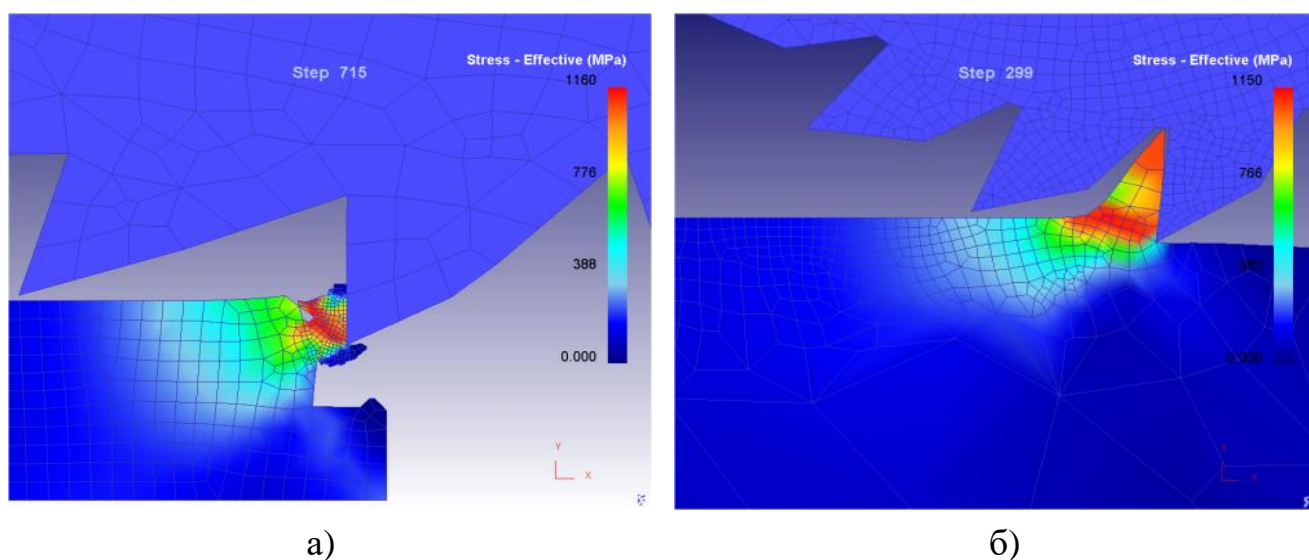 Stress - Effective (MPa)
Step 715
1160
776
388
0.000
Y
X
Stress - Effective (MPa)
Step 299
1150
766
383
0.000
Y
X
а)
б)